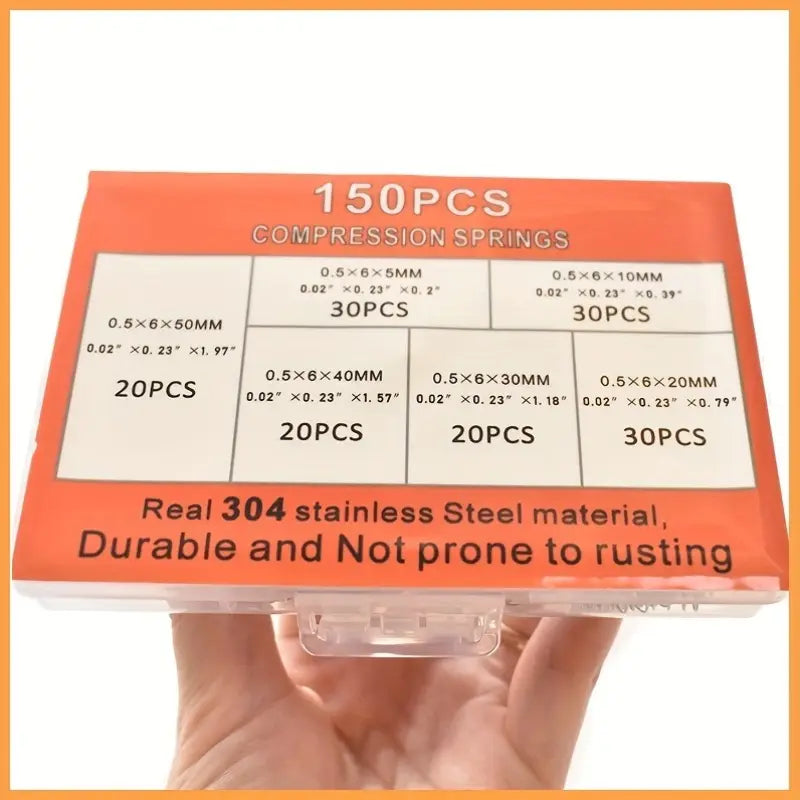 150PCS
COMPRESSION SPRINGS
0.5×6×50MM
0.02" ×0.23" ×1.97"
20PCS
0.5×6×5MM
0.02" ×0.23" ×0.2"
30PCS
0.5×6×10MM
0.02" ×0.23" ×0.39"
30PCS
0.5×6×40MM
0.02" ×0.23" ×1.57"
20PCS
0.5×6×30MM
0.02" ×0.23" ×1.18"
20PCS
0.5×6×20MM
0.02" ×0.23" ×0.79"
30PCS
Real 304 stainless Steel material,
Durable and Not prone to rusting